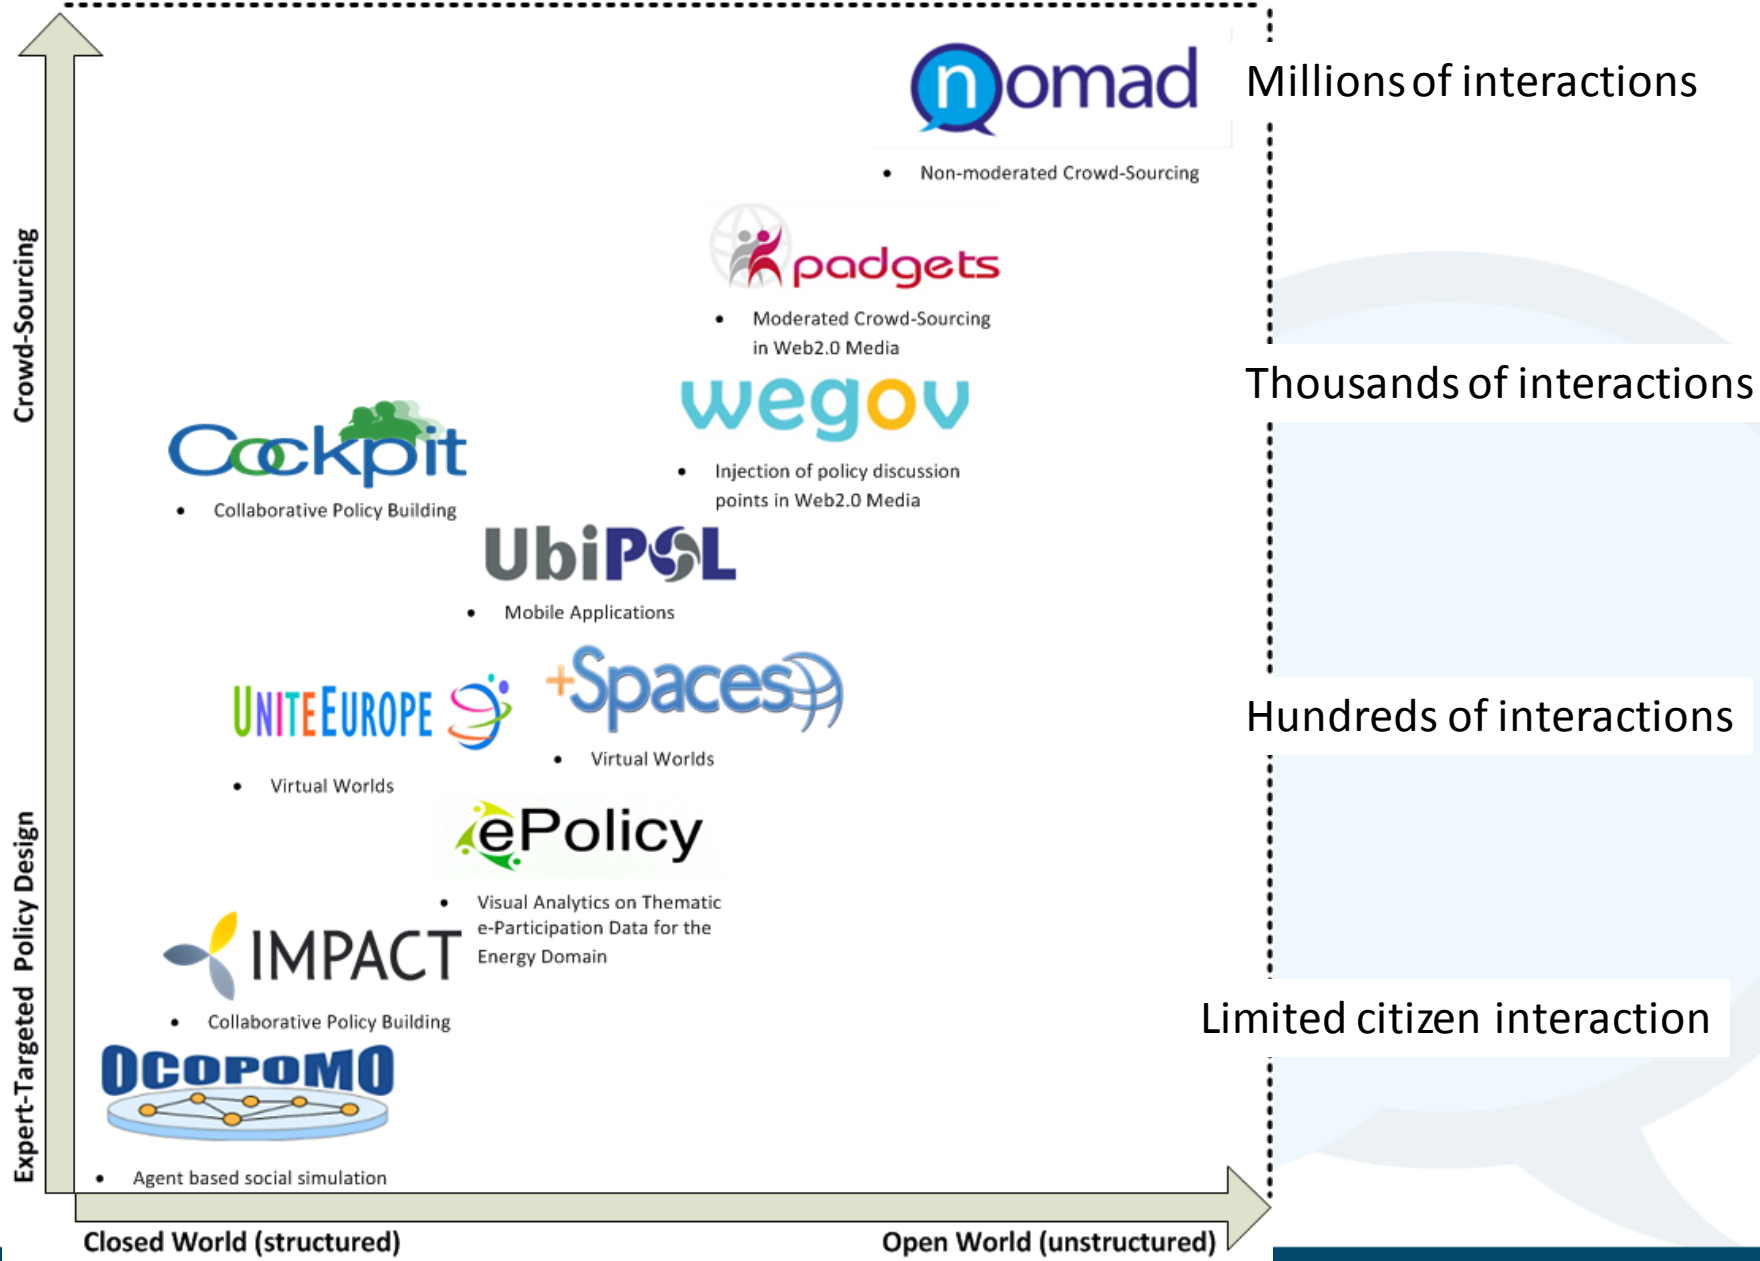 nomad
Millions of interactions
Non-moderated Crowd-Sourcing
padgets
Moderated Crowd-Sourcing
in Web2.0 Media
Thousands of interactions
wegov
Injection of policy discussion
points in Web2.0 Media
Cockpit
Collaborative Policy Building
UbiPOL
Mobile Applications
+Spaces
Virtual Worlds
UNITEEUROPE
Virtual Worlds
Hundreds of interactions
ePolicy
Visual Analytics on Thematic
e-Participation Data for the
Energy Domain
IMPACT
Collaborative Policy Building
Limited citizen interaction
OCOPOMO
Agent based social simulation
Crowd-Sourcing
Expert-Targeted Policy Design
Closed World (structured)
Open World (unstructured)